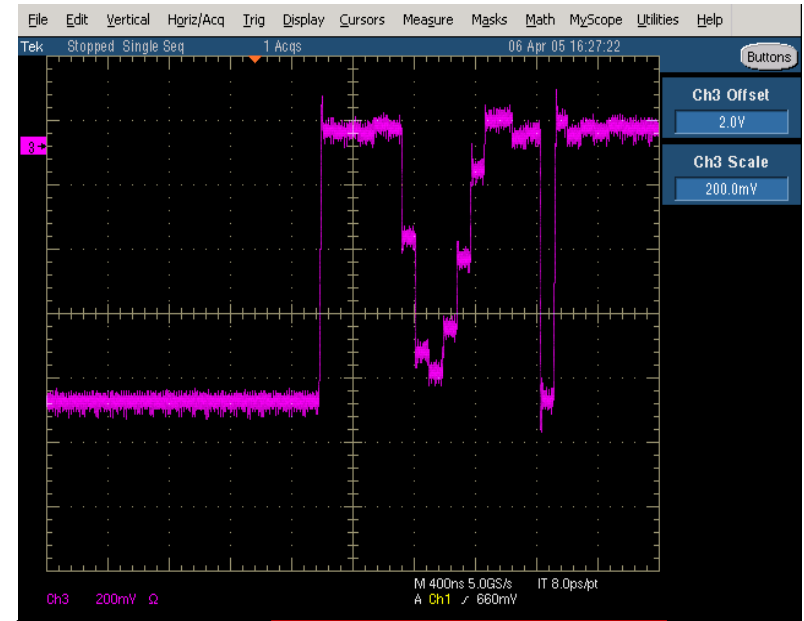 File Edit Vertical Horiz/Acq Trig Display Cursors Measure Masks Math MyScope Utilities Help
Tek Stopped Single Seq 1 Acqs 06 Apr 05 16:27:22
Buttons
Ch3 Offset
2.0V
3
Ch3 Scale
200.0mV
M 400ns 5.0GS/s IT 8.0ps/pt
Ch3 200mV Ω A Ch1 ∕ 660mV